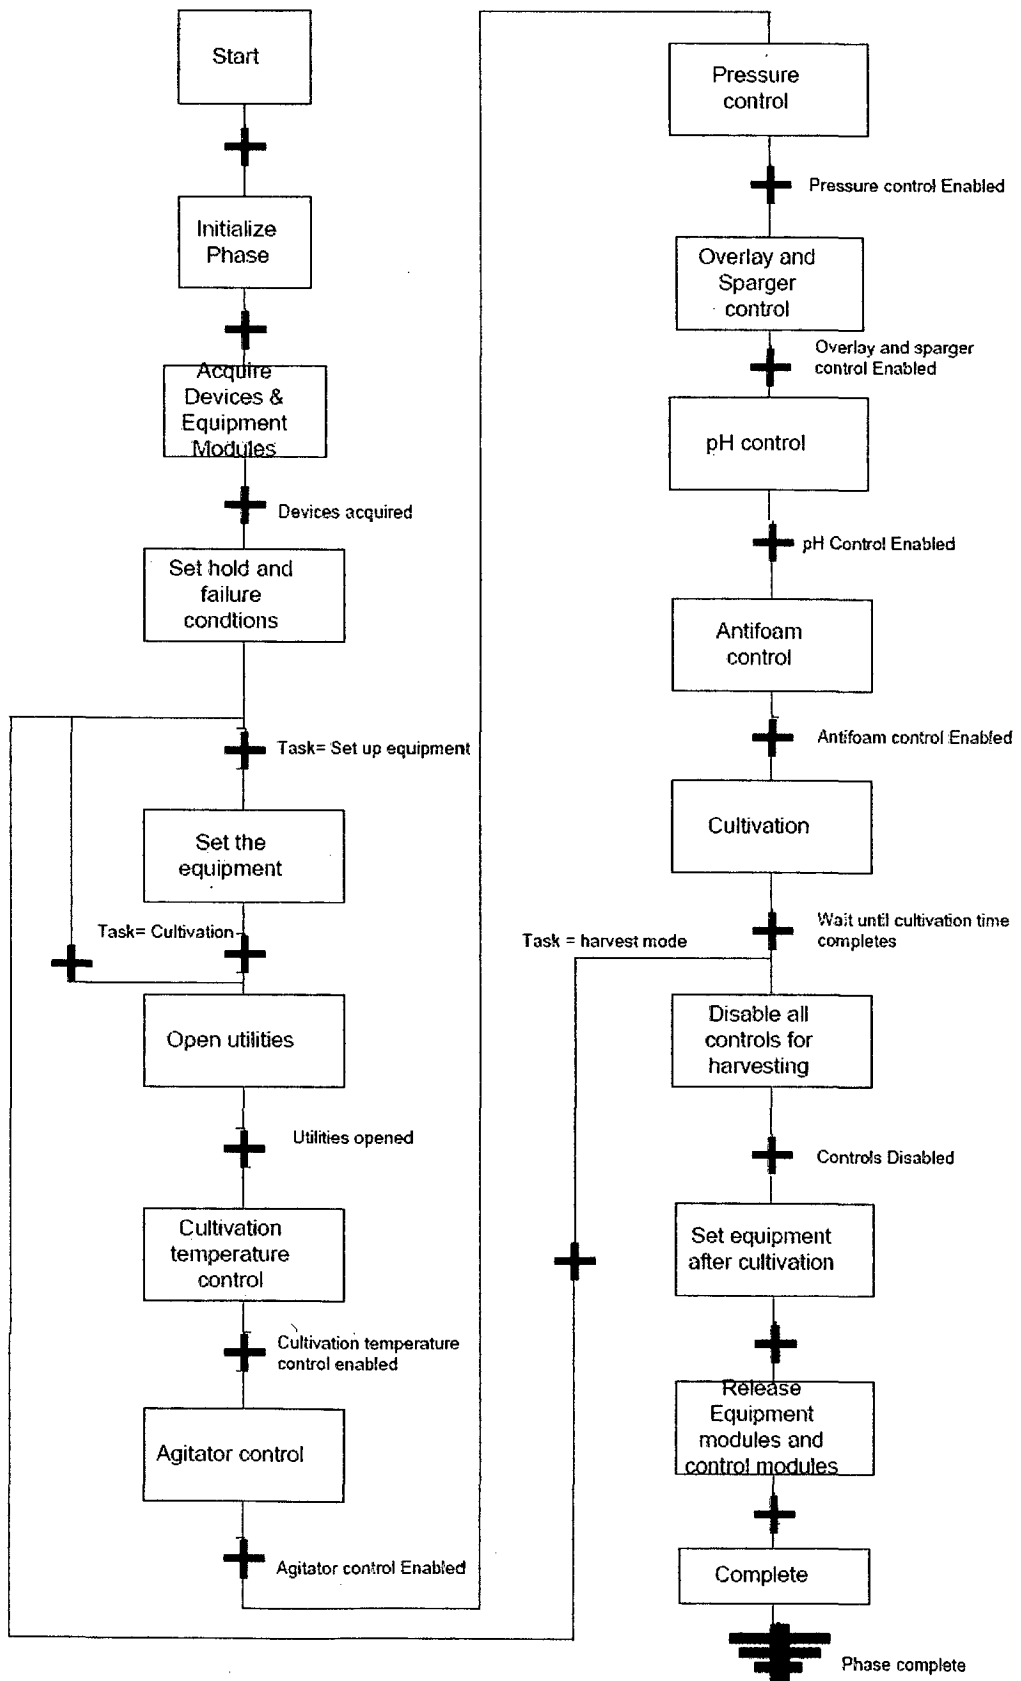 Start
Initialize
Phase
Acquire
Devices &
Equipment
Modules
Devices acquired
Set hold and
failure
condtions
Task= Set up equipment
Set the
equipment
Task= Cultivation
Open utilities
Utilities opened
Cultivation
temperature
control
Cultivation temperature
control enabled
Agitator control
Agitator control Enabled
Pressure
control
Pressure control Enabled
Overlay and
Sparger
control
Overlay and sparger
control Enabled
pH control
pH Control Enabled
Antifoam
control
Antifoam control Enabled
Cultivation
Wait until cultivation time
completes
Task = harvest mode
Disable all
controls for
harvesting
Controls Disabled
Set equipment
after cultivation
Release
Equipment
modules and
control modules
Complete
Phase complete